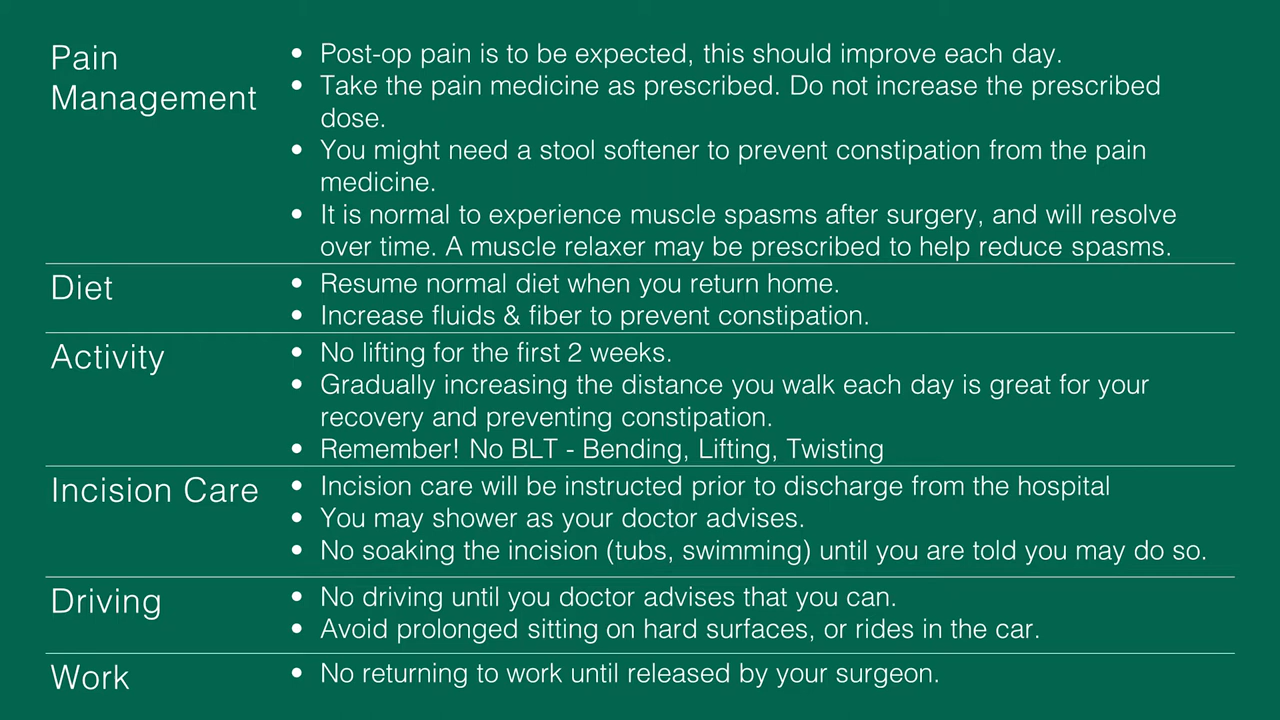 Pain
Management
• Post-op pain is to be expected, this should improve each day.
• Take the pain medicine as prescribed. Do not increase the prescribed
dose.
• You might need a stool softener to prevent constipation from the pain
medicine.
• It is normal to experience muscle spasms after surgery, and will resolve
over time. A muscle relaxer may be prescribed to help reduce spasms.
Diet
• Resume normal diet when you return home.
• Increase fluids & fiber to prevent constipation.
Activity
• No lifting for the first 2 weeks.
• Gradually increasing the distance you walk each day is great for your
recovery and preventing constipation.
• Remember! No BLT - Bending, Lifting, Twisting
Incision Care
• Incision care will be instructed prior to discharge from the hospital
• You may shower as your doctor advises.
• No soaking the incision (tubs, swimming) until you are told you may do so.
Driving
• No driving until you doctor advises that you can.
• Avoid prolonged sitting on hard surfaces, or rides in the car.
Work
• No returning to work until released by your surgeon.